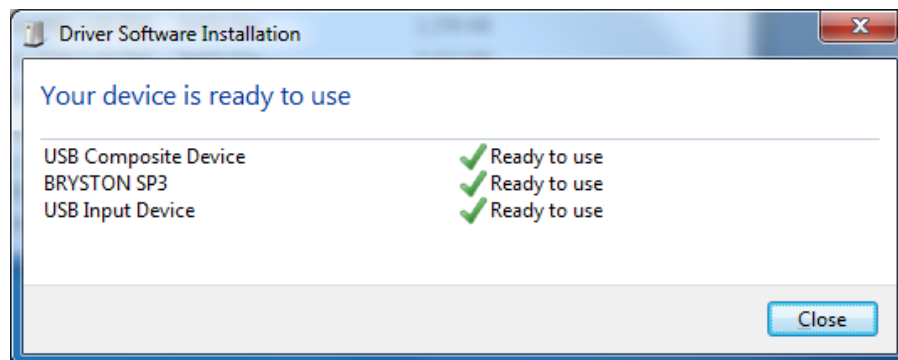 Driver Software Installation
Your device is ready to use
USB Composite Device Ready to use
BRYSTON SP3 Ready to use
USB Input Device Ready to use
Close